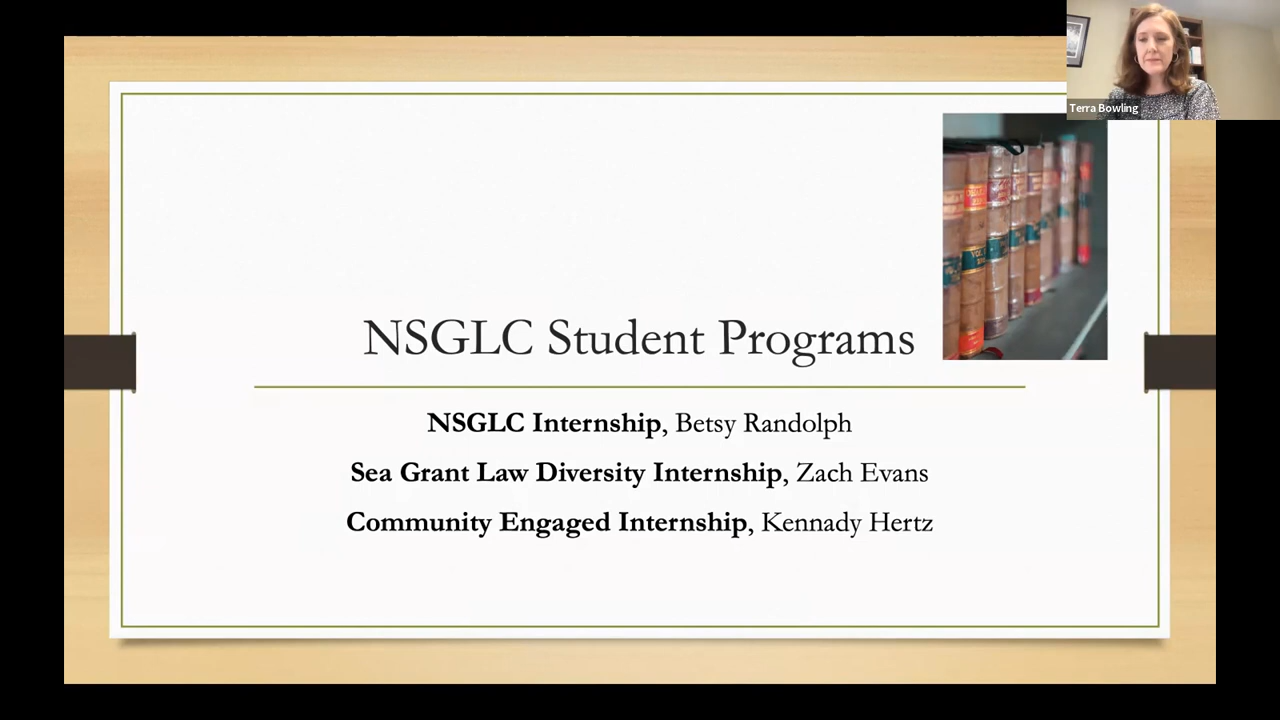 Terra Bowling
NSGLC Student Programs
NSGLC Internship, Betsy Randolph
Sea Grant Law Diversity Internship, Zach Evans
Community Engaged Internship, Kennady Hertz